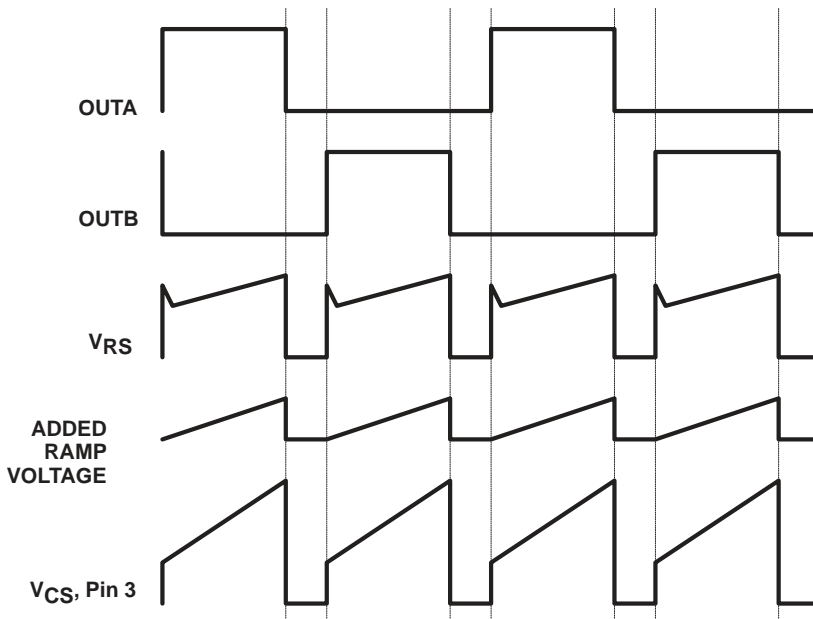 OUTA
OUTB
VRS
ADDED
RAMP
VOLTAGE
VCS, Pin 3